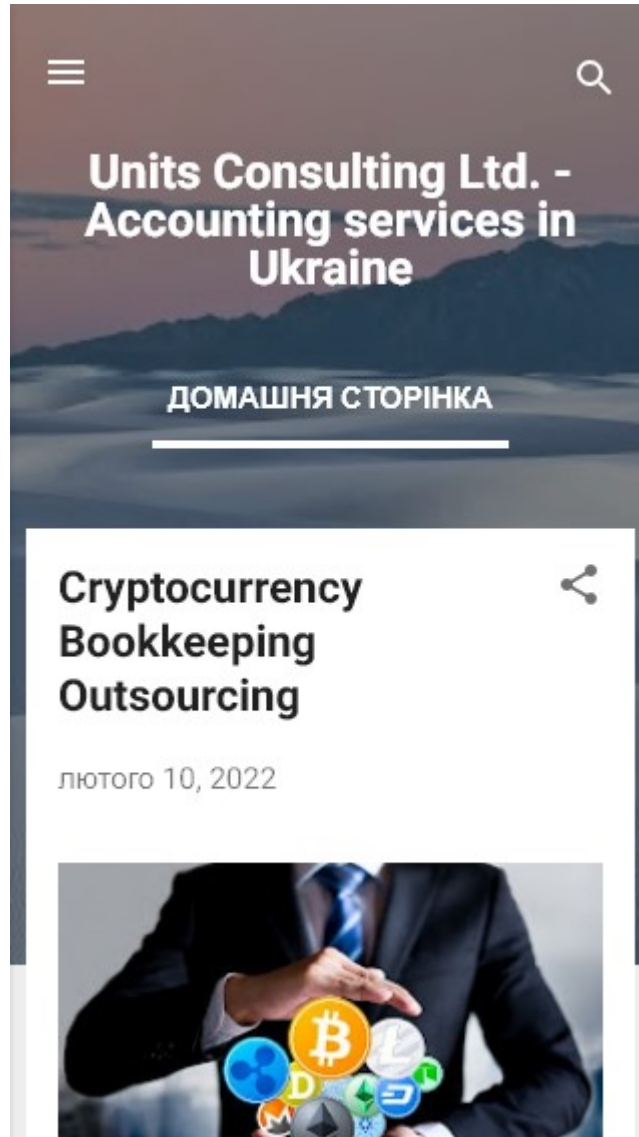 Units Consulting Ltd. -
Accounting services in
Ukraine
ДОМАШНЯ СТОРІНКА
Cryptocurrency
Bookkeeping
Outsourcing
лютого 10, 2022